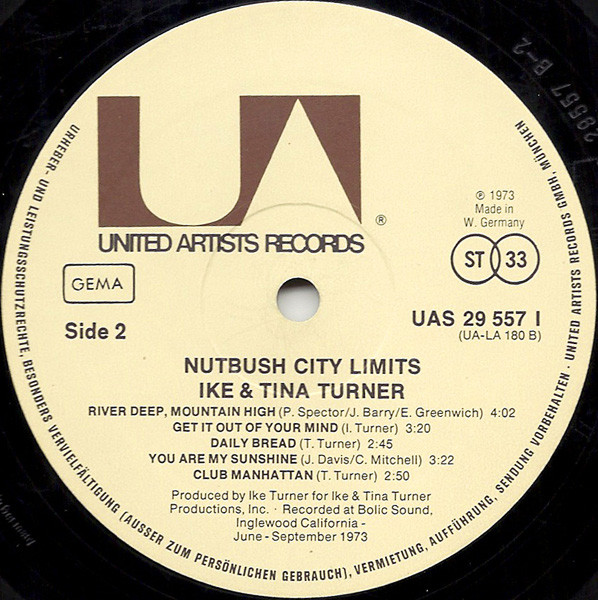 UNITED ARTISTS RECORDS ®
℗ 1973
Made in
W. Germany
GEMA
ST 33
Side 2
UAS 29 557 I
(UA-LA 180 B)
NUTBUSH CITY LIMITS
IKE & TINA TURNER
RIVER DEEP, MOUNTAIN HIGH (P. Spector/J. Barry/E. Greenwich) 4:02
GET IT OUT OF YOUR MIND (I. Turner) 3:20
DAILY BREAD (T. Turner) 2:45
YOU ARE MY SUNSHINE (J. Davis/C. Mitchell) 3:22
CLUB MANHATTAN (T. Turner) 2:50
Produced by Ike Turner for Ike & Tina Turner
Productions, Inc. · Recorded at Bolic Sound,
Inglewood California -
June - September 1973
URHEBER- UND LEISTUNGSSCHUTZRECHTE, BESONDERS VERVIELFÄLTIGUNG (AUSSER ZUM PERSÖNLICHEN GEBRAUCH), VERMIETUNG, AUFFÜHRUNG, SENDUNG VORBEHALTEN · UNITED ARTISTS RECORDS GMBH, MÜNCHEN
29557 B-2